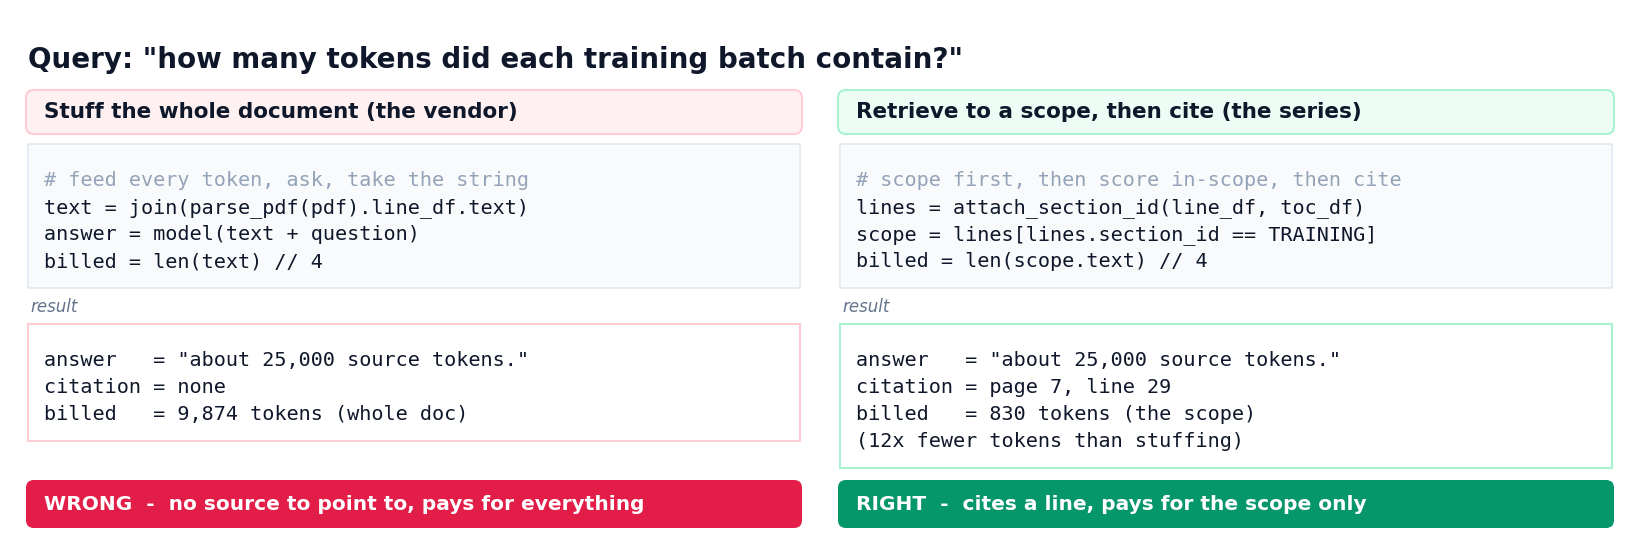 Query: "how many tokens did each training batch contain?"
Stuff the whole document (the vendor)
# feed every token, ask, take the string
text = join(parse_pdf(pdf).line_df.text)
answer = model(text + question)
billed = len(text) // 4
result
answer   = "about 25,000 source tokens."
citation = none
billed   = 9,874 tokens (whole doc)
WRONG  -  no source to point to, pays for everything
Retrieve to a scope, then cite (the series)
# scope first, then score in-scope, then cite
lines = attach_section_id(line_df, toc_df)
scope = lines[lines.section_id == TRAINING]
billed = len(scope.text) // 4
result
answer   = "about 25,000 source tokens."
citation = page 7, line 29
billed   = 830 tokens (the scope)
(12x fewer tokens than stuffing)
RIGHT  -  cites a line, pays for the scope only